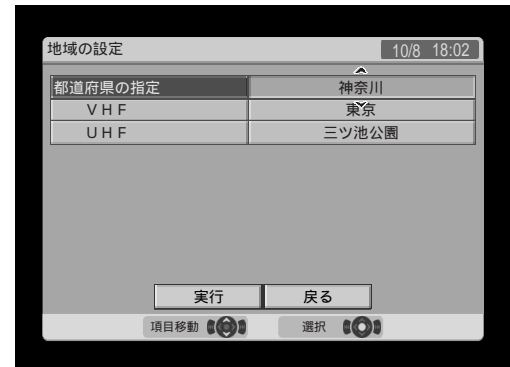 地域の設定 10/8 18:02
都道府県の指定 神奈川
VHF 東京
UHF 三ツ池公園
実行 戻る
項目移動 選択